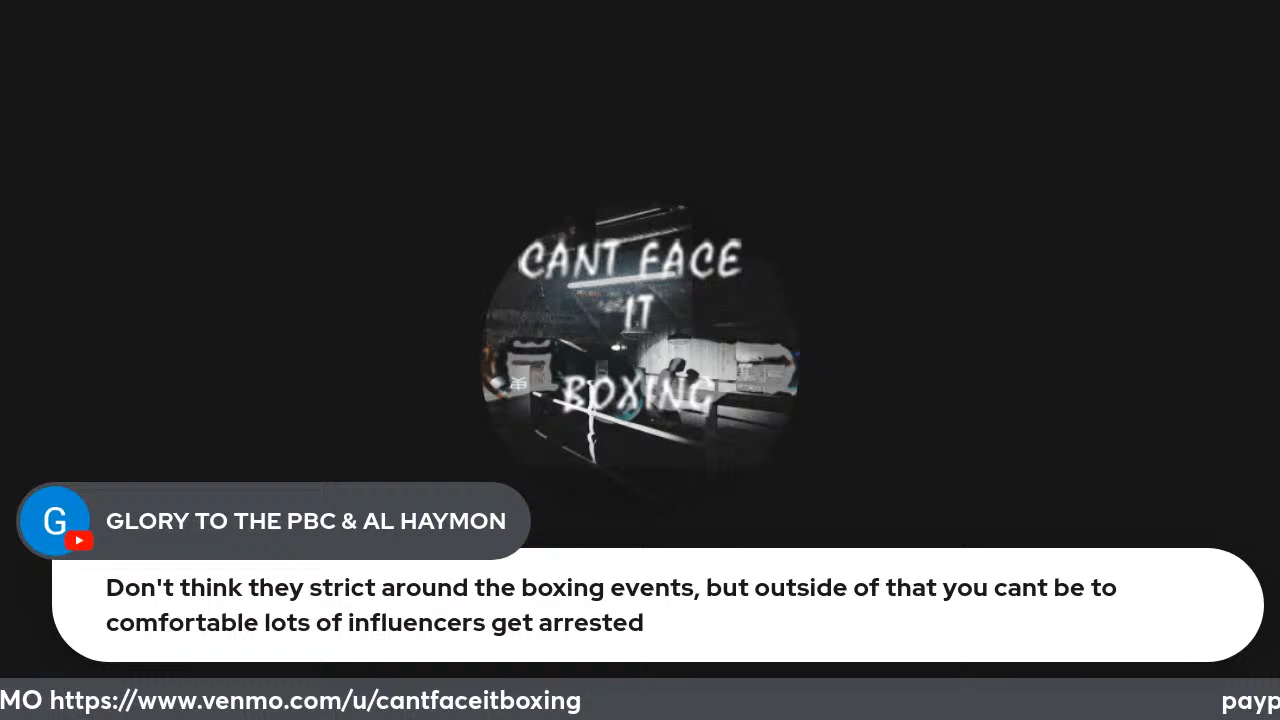 CANT FACE
IT
BOXING
GLORY TO THE PBC & AL HAYMON
Don't think they strict around the boxing events, but outside of that you cant be to
comfortable lots of influencers get arrested
MO https://www.venmo.com/u/cantfaceitboxing payp